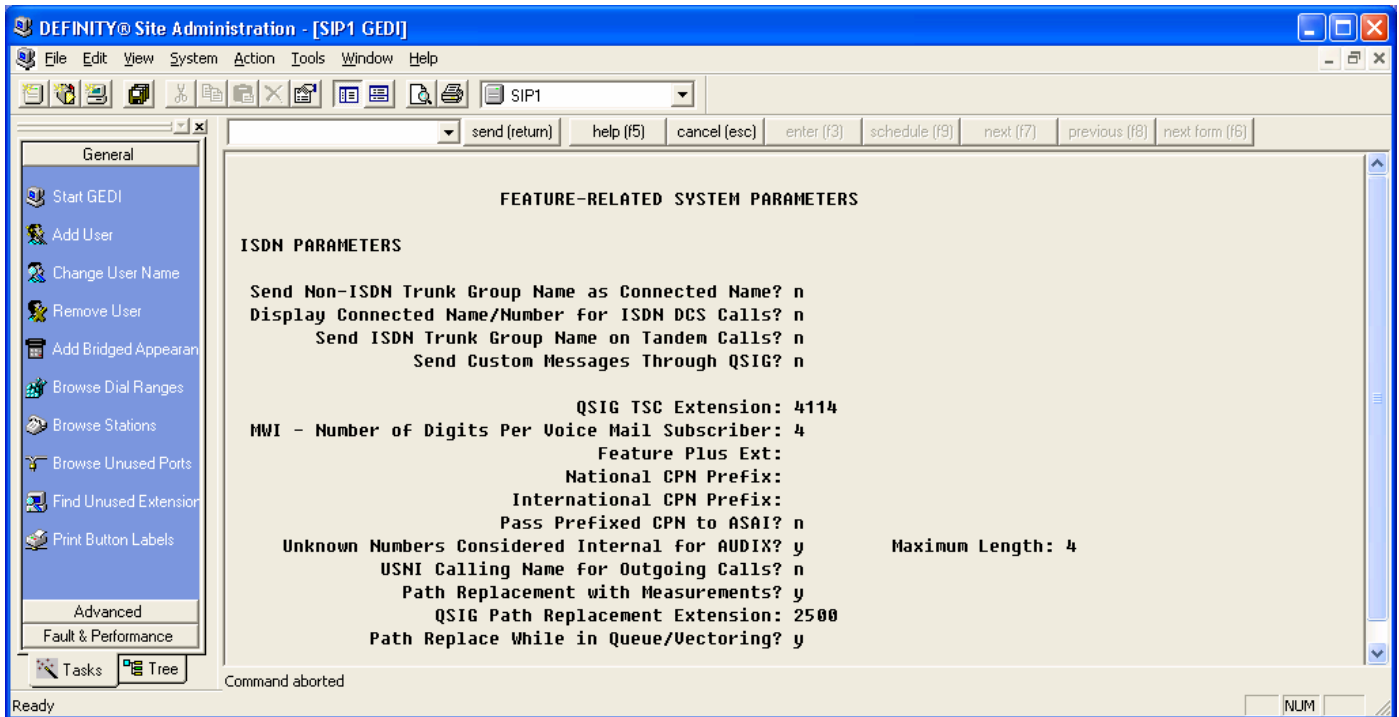 DEFINITY® Site Administration - [SIP1 GEDI]
File Edit View System Action Tools Window Help
SIP1
send (return) help (f5) cancel (esc) enter (f3) schedule (f9) next (f7) previous (f8) next form (f6)
General
Start GEDI
Add User
Change User Name
Remove User
Add Bridged Appearan
Browse Dial Ranges
Browse Stations
Browse Unused Ports
Find Unused Extension
Print Button Labels
Advanced
Fault & Performance
Tasks Tree
FEATURE-RELATED SYSTEM PARAMETERS
ISDN PARAMETERS
Send Non-ISDN Trunk Group Name as Connected Name? n
Display Connected Name/Number for ISDN DCS Calls? n
Send ISDN Trunk Group Name on Tandem Calls? n
Send Custom Messages Through QSIG? n
QSIG TSC Extension: 4114
MWI - Number of Digits Per Voice Mail Subscriber: 4
Feature Plus Ext:
National CPN Prefix:
International CPN Prefix:
Pass Prefixed CPN to ASAI? n
Unknown Numbers Considered Internal for AUDIX? y Maximum Length: 4
USNI Calling Name for Outgoing Calls? n
Path Replacement with Measurements? y
QSIG Path Replacement Extension: 2500
Path Replace While in Queue/Vectoring? y
Command aborted
Ready NUM